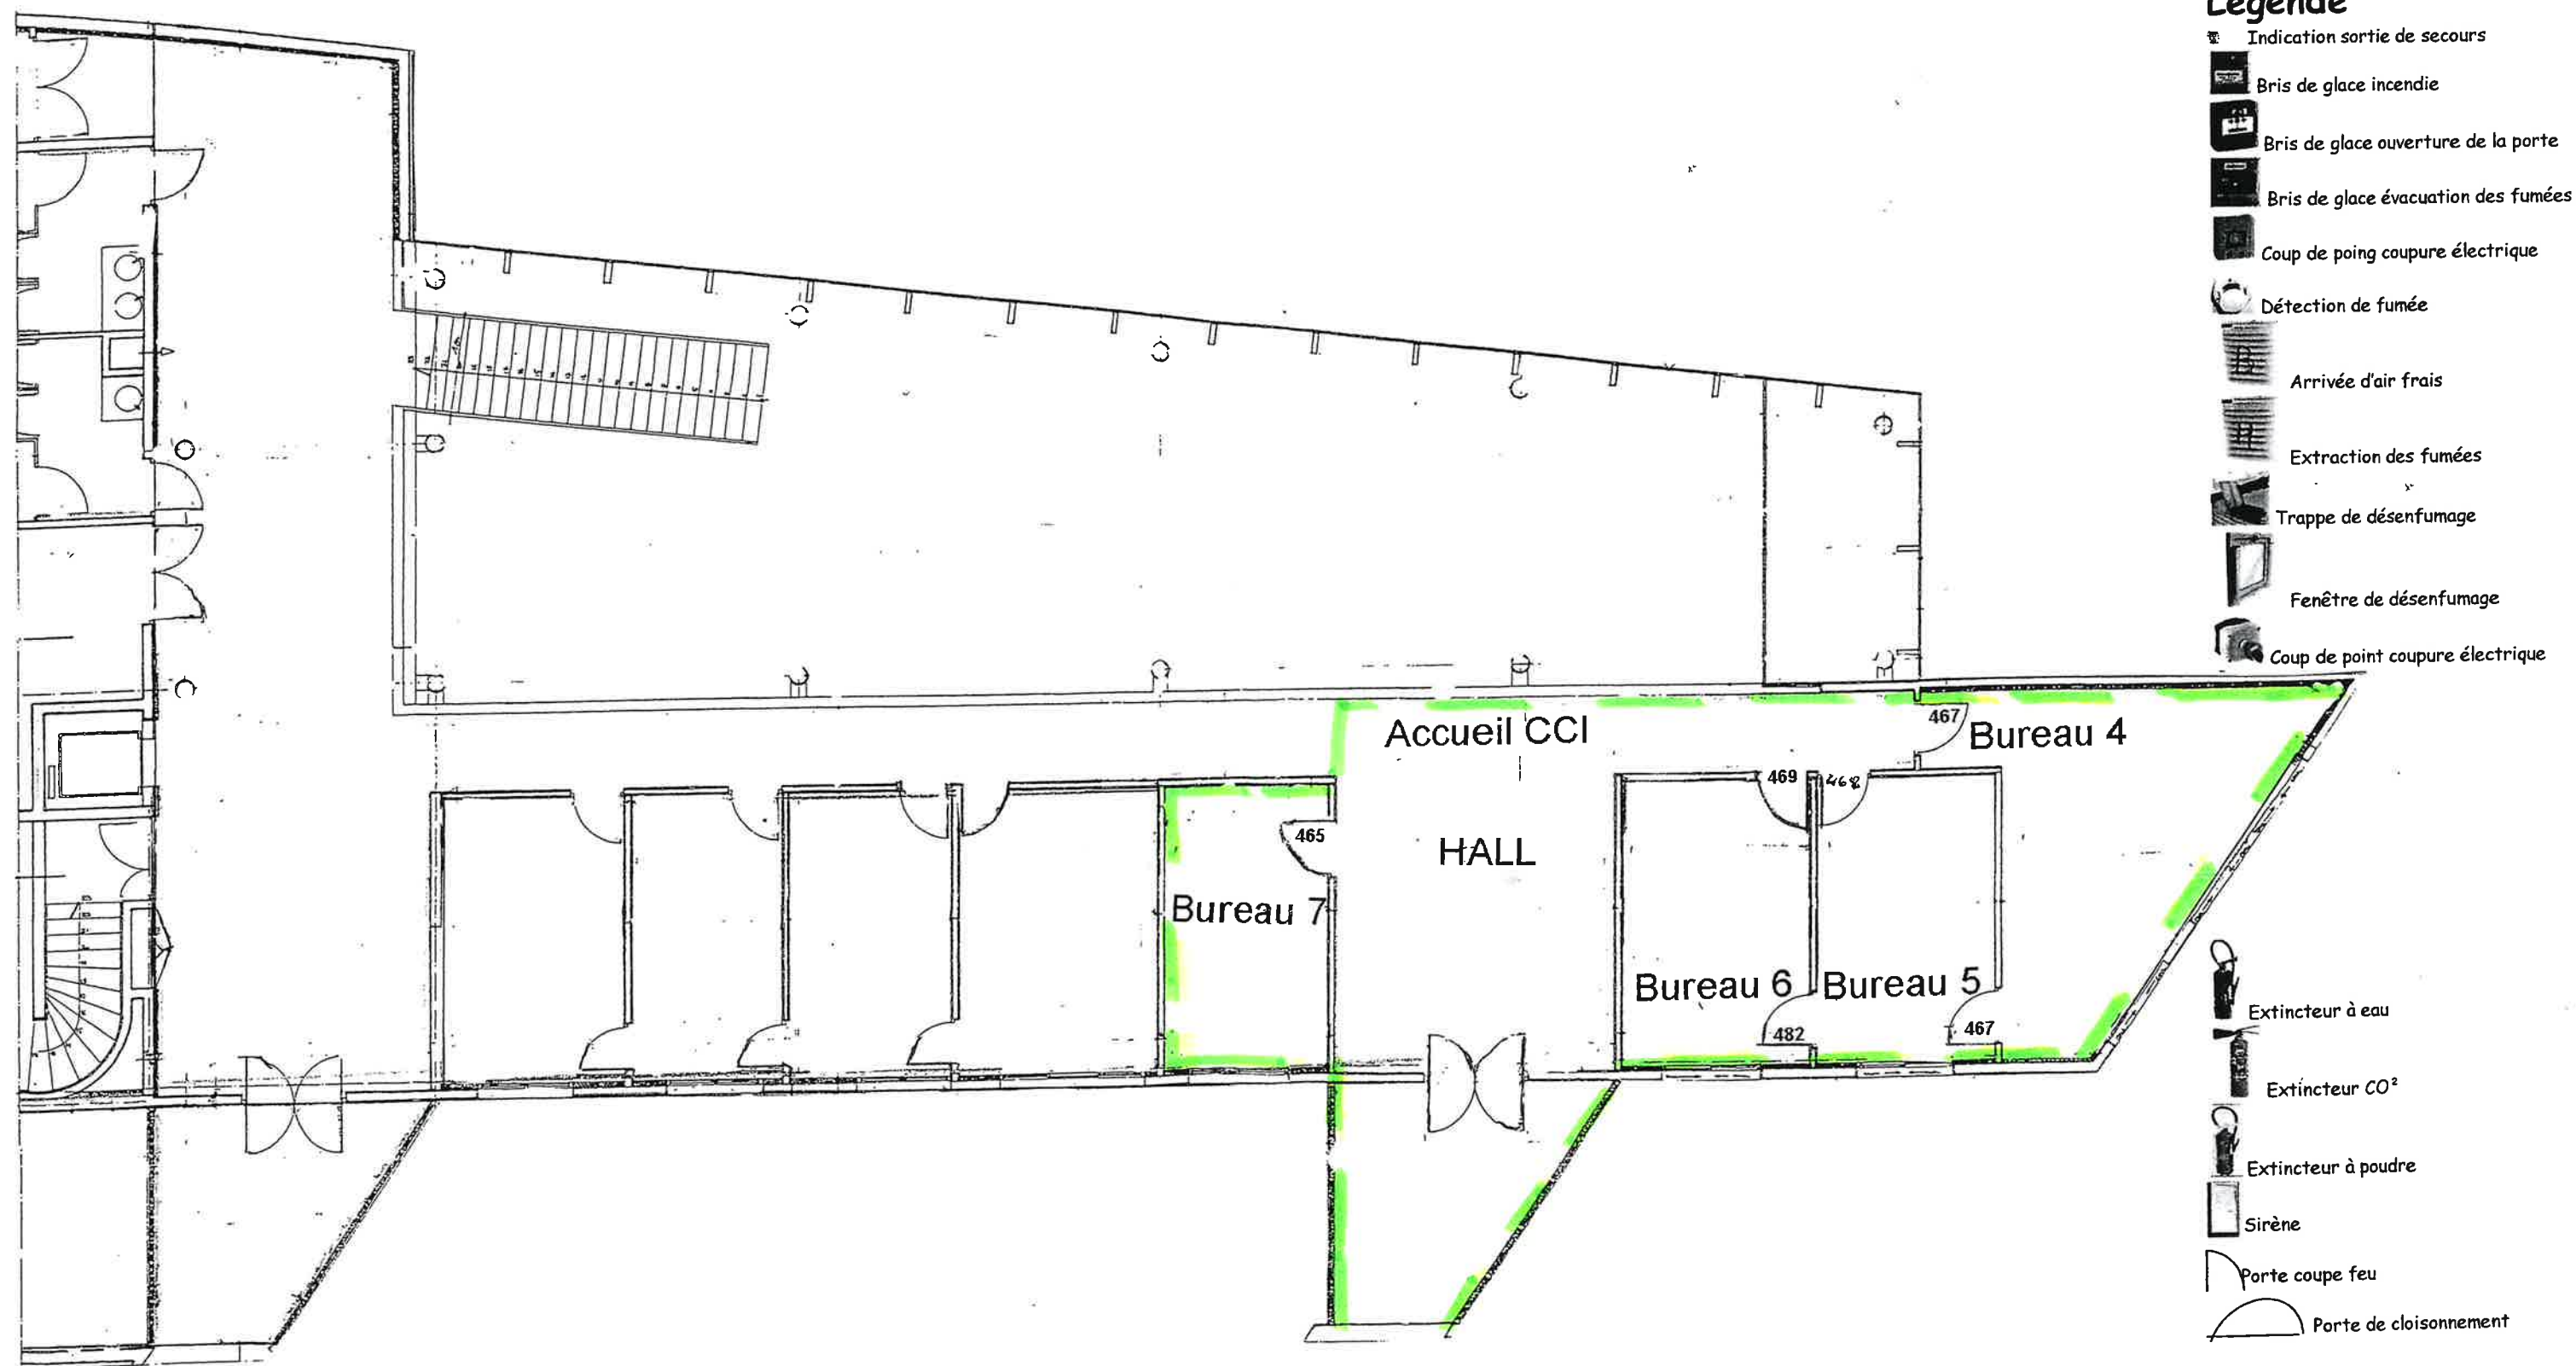 Légende
Indication sortie de secours
Bris de glace incendie
Bris de glace ouverture de la porte
Bris de glace évacuation des fumées
Coup de poing coupure électrique
Détection de fumée
Arrivée d'air frais
Extraction des fumées
Trappe de désenfumage
Fenêtre de désenfumage
Coup de point coupure électrique
Extincteur à eau
Extincteur CO²
Extincteur à poudre
Sirène
Porte coupe feu
Porte de cloisonnement
Accueil CCI
467
Bureau 4
469
468
465
HALL
Bureau 7
Bureau 6
Bureau 5
482
467